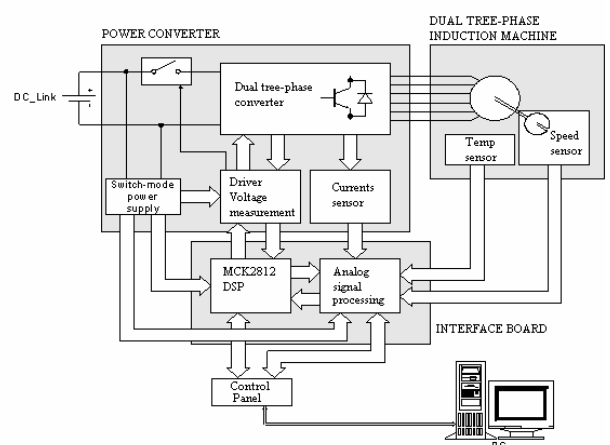 POWER CONVERTER
DUAL TREE-PHASE
INDUCTION MACHINE
DC_Link
+
-
Dual tree-phase
converter
Temp
sensor
Speed
sensor
Switch-mode
power
supply
Driver
Voltage
measurement
Currents
sensor
MCK2812
DSP
Analog
signal
processing
INTERFACE BOARD
Control
Panel